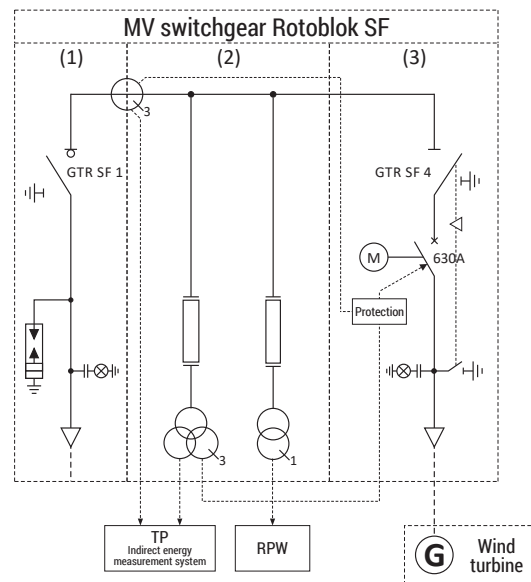 MV switchgear Rotoblok SF
(1)
(2)
(3)
3
GTR SF 1
GTR SF 4
M
630A
Protection
3
1
TP
Indirect energy
measurement system
RPW
G
Wind
turbine